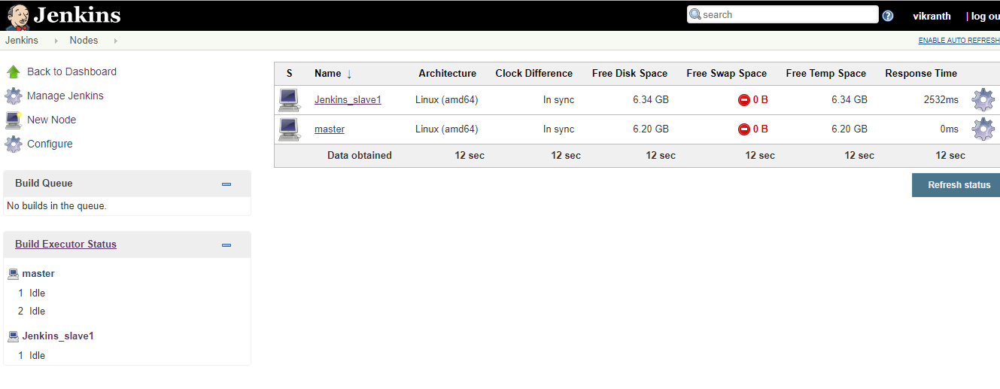 Jenkins
search
vikranth | log ou
Jenkins Nodes
ENABLE AUTO REFRESH
Back to Dashboard
Manage Jenkins
New Node
Configure
Build Queue
No builds in the queue.
Build Executor Status
master
1 Idle
2 Idle
Jenkins_slave1
1 Idle
S Name ↓ Architecture Clock Difference Free Disk Space Free Swap Space Free Temp Space Response Time
Jenkins_slave1 Linux (amd64) In sync 6.34 GB 0 B 6.34 GB 2532ms
master Linux (amd64) In sync 6.20 GB 0 B 6.20 GB 0ms
Data obtained 12 sec 12 sec 12 sec 12 sec 12 sec 12 sec
Refresh status